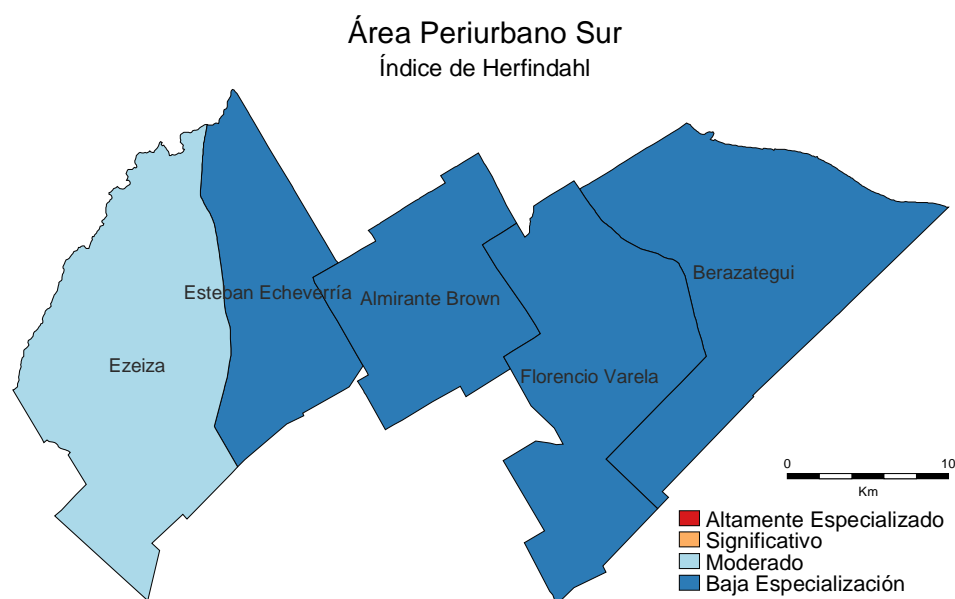 Área Periurbano Sur
Índice de Herfindahl
Berazategui
Esteban Echeverría
Almirante Brown
Ezeiza
Florencio Varela
0 10
Km
Altamente Especializado
Significativo
Moderado
Baja Especialización